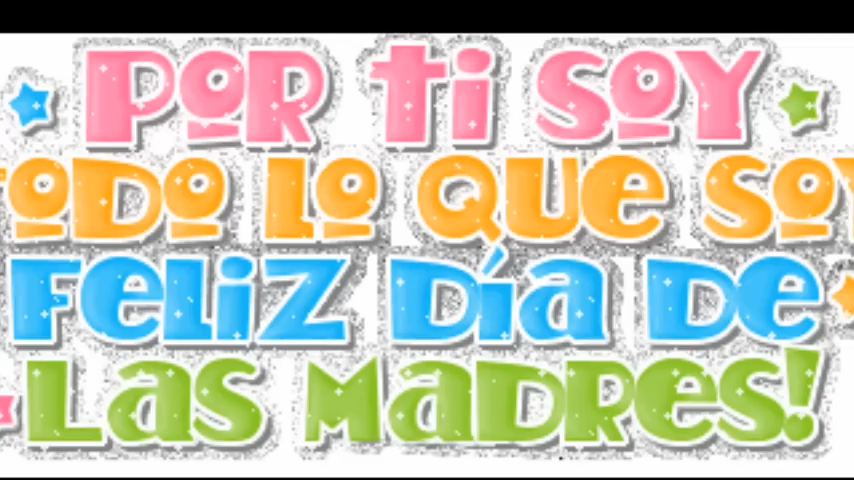 POR ti SOY
TODO LO QUE SOY
FELIZ DÍA DE
LAS MADRES!